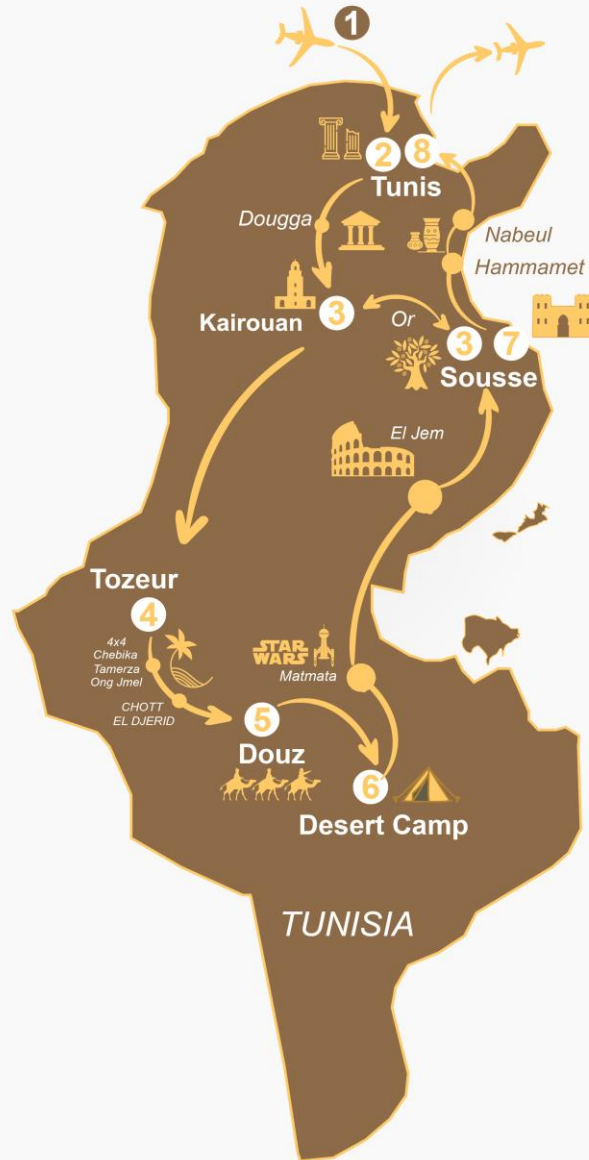 1
2 8
Tunis
Dougga
Nabeul
Hammamet
Kairouan
3
Or
3 7
Sousse
El Jem
Tozeur
4
4x4
Chebika
Tamerza
Ong Jmel
CHOTT
EL DJERID
STAR
WARS
Matmata
5
Douz
6
Desert Camp
TUNISIA